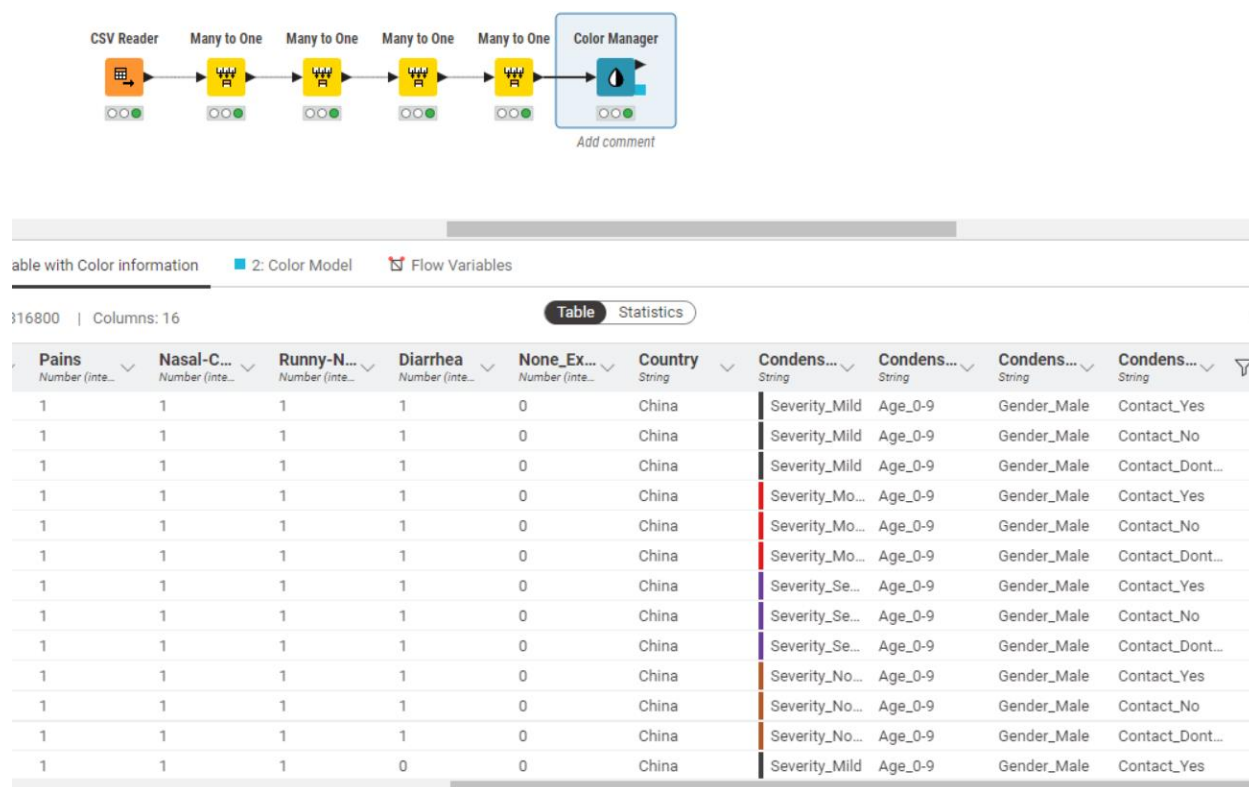 CSV Reader Many to One Many to One Many to One Many to One Color Manager
Add comment
able with Color information 2: Color Model Flow Variables
316800 | Columns: 16 Table Statistics
Pains Nasal-C... Runny-N... Diarrhea None_Ex... Country Condens... Condens... Condens... Condens...
Number (inte... Number (inte... Number (inte... Number (inte... Number (inte... String String String String String
1 1 1 1 0 China Severity_Mild Age_0-9 Gender_Male Contact_Yes
1 1 1 1 0 China Severity_Mild Age_0-9 Gender_Male Contact_No
1 1 1 1 0 China Severity_Mild Age_0-9 Gender_Male Contact_Dont...
1 1 1 1 0 China Severity_Mo... Age_0-9 Gender_Male Contact_Yes
1 1 1 1 0 China Severity_Mo... Age_0-9 Gender_Male Contact_No
1 1 1 1 0 China Severity_Mo... Age_0-9 Gender_Male Contact_Dont...
1 1 1 1 0 China Severity_Se... Age_0-9 Gender_Male Contact_Yes
1 1 1 1 0 China Severity_Se... Age_0-9 Gender_Male Contact_No
1 1 1 1 0 China Severity_Se... Age_0-9 Gender_Male Contact_Dont...
1 1 1 1 0 China Severity_No... Age_0-9 Gender_Male Contact_Yes
1 1 1 1 0 China Severity_No... Age_0-9 Gender_Male Contact_No
1 1 1 1 0 China Severity_No... Age_0-9 Gender_Male Contact_Dont...
1 1 1 0 0 China Severity_Mild Age_0-9 Gender_Male Contact_Yes